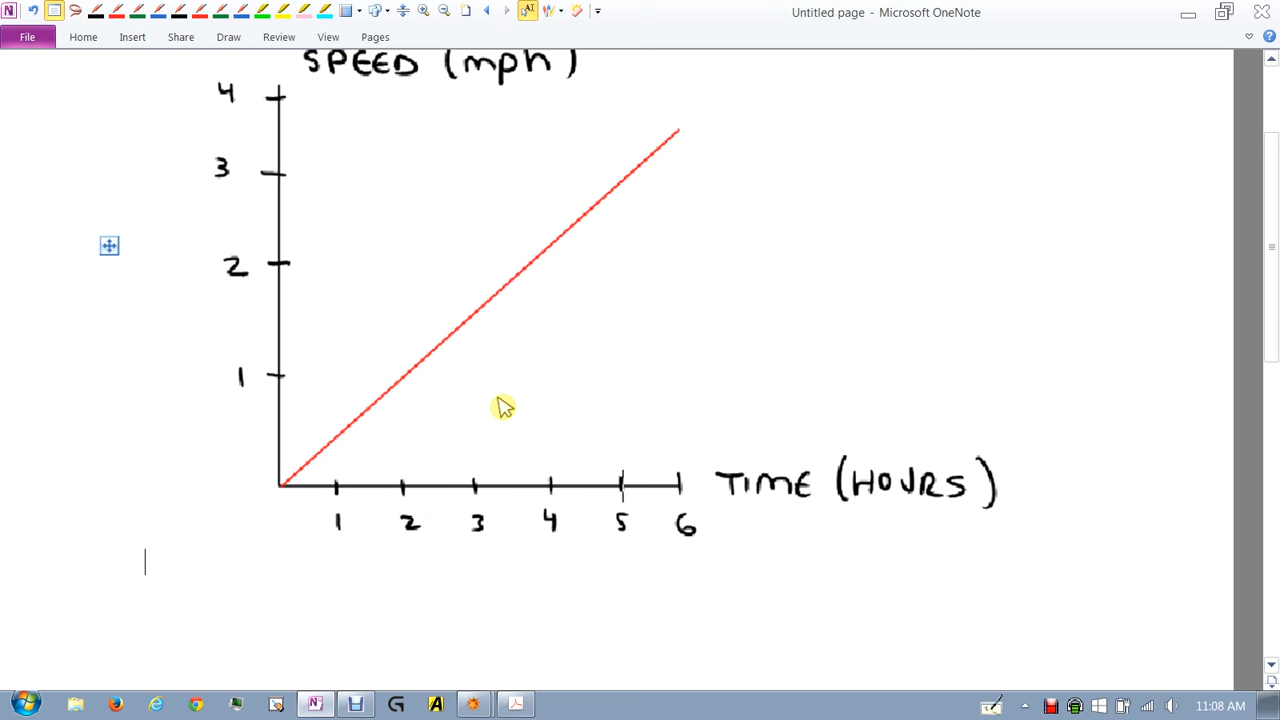 Untitled page - Microsoft OneNote
File Home Insert Share Draw Review View Pages
SPEED (mph)
4
3
2
1
TIME (HOURS)
1 2 3 4 5 6
11:08 AM